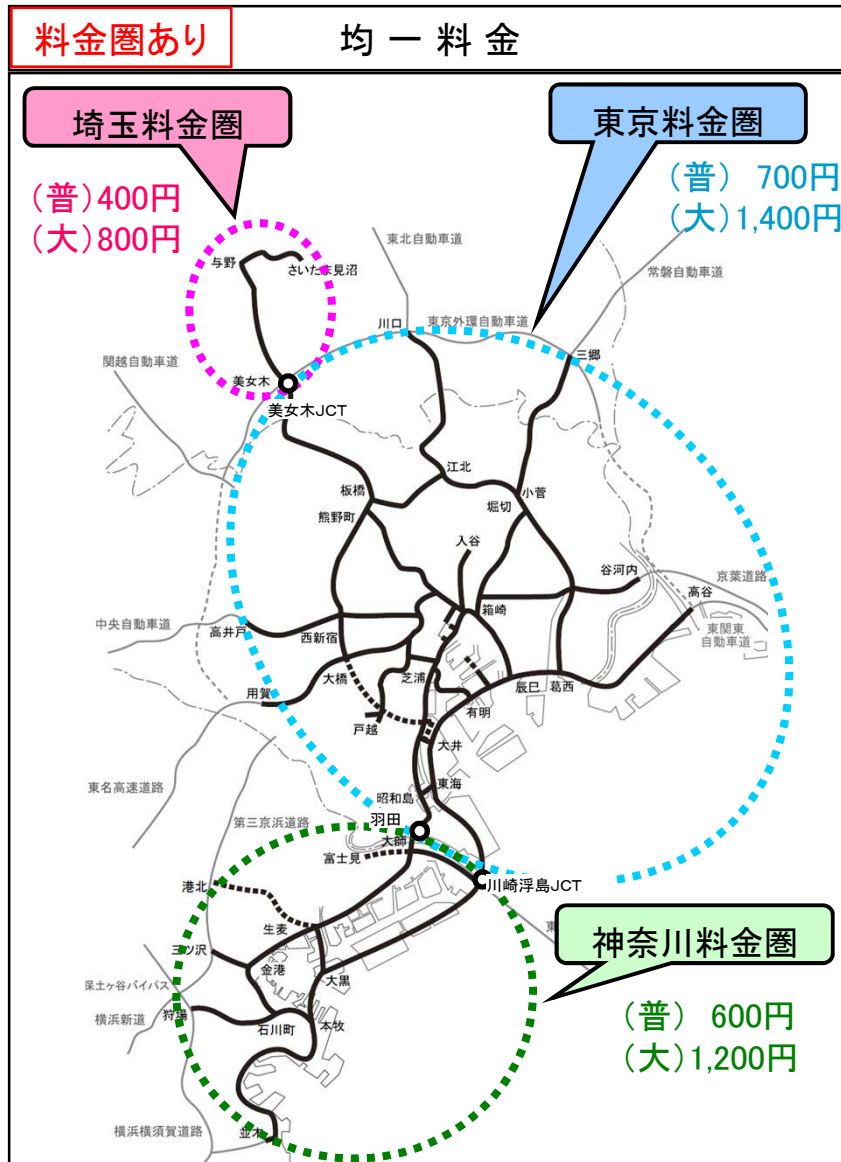 料金圏あり
均一料金
埼玉料金圏
東京料金圏
(普)400円
(大)800円
(普) 700円
(大)1,400円
東北自動車道
与野
さいたま見沼
常磐自動車道
川口
東京外環自動車道
三郷
関越自動車道
美女木
美女木JCT
江北
板橋
小菅
堀切
熊野町
入谷
谷河内
京葉道路
箱崎
高谷
中央自動車道
高井戸
西新宿
東関東
自動車道
大橋
芝浦
辰巳
葛西
用賀
有明
戸越
大井
東名高速道路
昭和島
東海
第三京浜道路
羽田
大師
富士見
港北
川崎浮島JCT
東
生麦
神奈川料金圏
三ツ沢
金港
大黒
保土ヶ谷バイパス
狩場
横浜新道
石川町
本牧
(普) 600円
(大)1,200円
横浜横須賀道路
並木